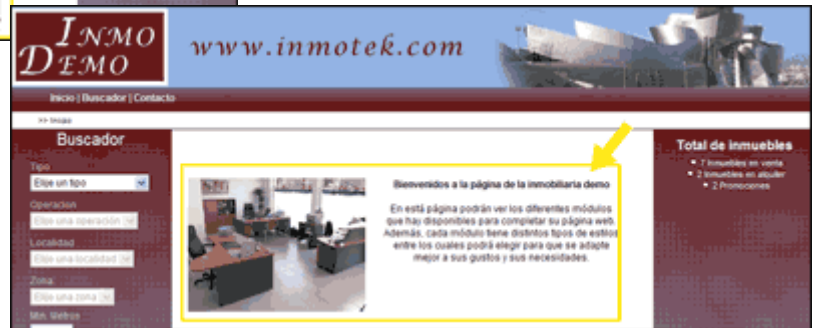 INMO
DEMO
www.inmotek.com
Inicio | Buscador | Contacto
>> Inicio
Buscador
Tipo
Elije un tipo
Operacion
Elije una operación
Localidad
Elije una localidad
Zona
Elije una zona
Min. Metros
Bienvenidos a la página de la inmobiliaria demo
En está página podrán ver los diferentes módulos
que hay disponibles para completar su página web.
Además, cada módulo tiene distintos tipos de estilos
entre los cuales podrá elegir para que se adapte
mejor a sus gustos y sus necesidades.
Total de inmuebles
7 Inmuebles en venta
2 Inmuebles en alquiler
2 Promociones